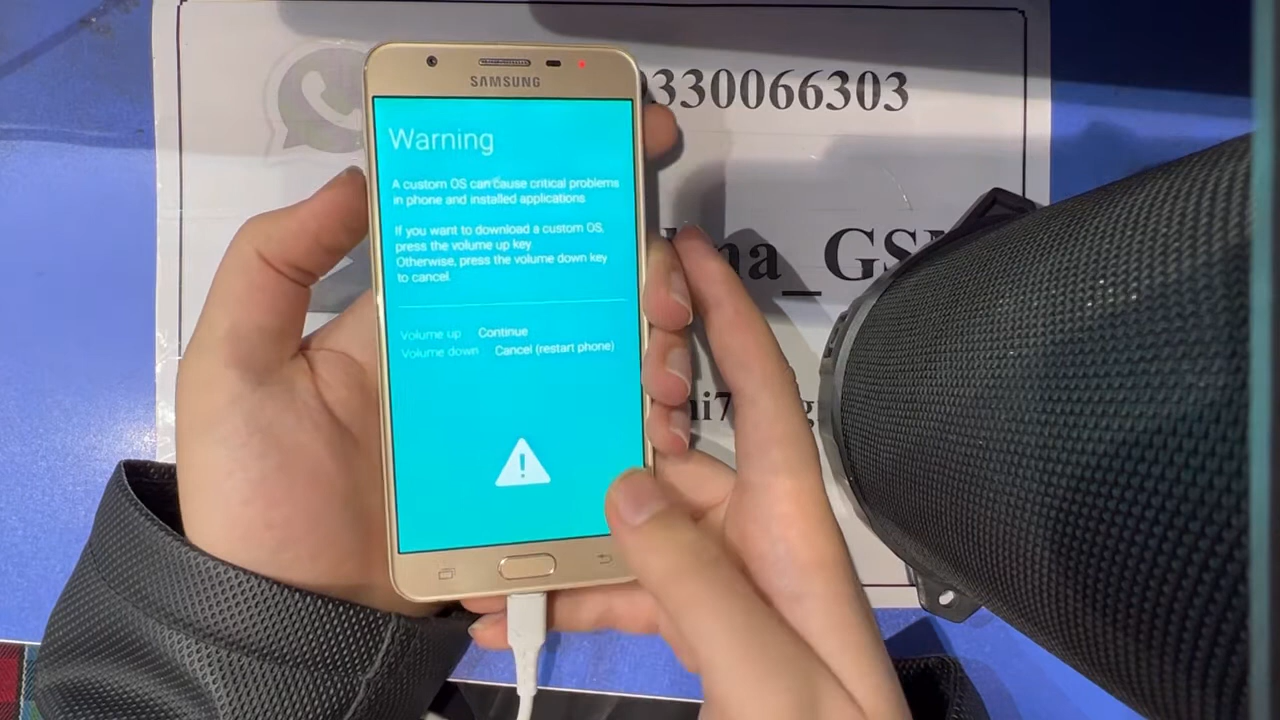 SAMSUNG
Warning
A custom OS can cause critical problems
in phone and installed applications
If you want to download a custom OS,
press the volume up key
Otherwise, press the volume down key
to cancel.
Volume up Continue
Volume down Cancel (restart phone)
330066303